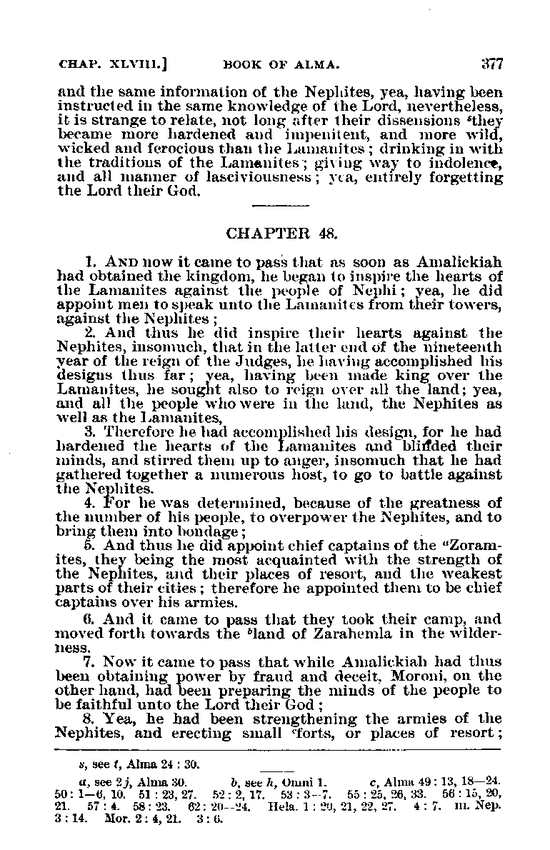 CHAP. XLVIII.] BOOK OF ALMA. 377
and the same information of the Nephites, yea, having been
instructed in the same knowledge of the Lord, nevertheless,
it is strange to relate, not long after their dissensions ˢthey
became more hardened and impenitent, and more wild,
wicked and ferocious than the Lamanites; drinking in with
the traditions of the Lamanites; giving way to indolence,
and all manner of lasciviousness; yea, entirely forgetting
the Lord their God.
CHAPTER 48.
1. AND now it came to pass that as soon as Amalickiah
had obtained the kingdom, he began to inspire the hearts of
the Lamanites against the people of Nephi; yea, he did
appoint men to speak unto the Lamanites from their towers,
against the Nephites;
2. And thus he did inspire their hearts against the
Nephites, insomuch, that in the latter end of the nineteenth
year of the reign of the Judges, he having accomplished his
designs thus far; yea, having been made king over the
Lamanites, he sought also to reign over all the land; yea,
and all the people who were in the land, the Nephites as
well as the Lamanites,
3. Therefore he had accomplished his design, for he had
hardened the hearts of the Lamanites and blinded their
minds, and stirred them up to anger, insomuch that he had
gathered together a numerous host, to go to battle against
the Nephites.
4. For he was determined, because of the greatness of
the number of his people, to overpower the Nephites, and to
bring them into bondage;
5. And thus he did appoint chief captains of the ᵃZoram-
ites, they being the most acquainted with the strength of
the Nephites, and their places of resort, and the weakest
parts of their cities; therefore he appointed them to be chief
captains over his armies.
6. And it came to pass that they took their camp, and
moved forth towards the ᵇland of Zarahemla in the wilder-
ness.
7. Now it came to pass that while Amalickiah had thus
been obtaining power by fraud and deceit, Moroni, on the
other hand, had been preparing the minds of the people to
be faithful unto the Lord their God;
8. Yea, he had been strengthening the armies of the
Nephites, and erecting small ᶜforts, or places of resort;
s, see t, Alma 24: 30.
a, see 2j, Alma 30. b, see h, Omni 1. c, Alma 49: 13, 18—24.
50: 1—6, 10. 51: 23, 27. 52: 2, 17. 53: 3—7. 55: 25, 26, 33. 56: 15, 20,
21. 57: 4. 58: 23. 62: 20—24. Hela. 1: 20, 21, 22, 27. 4: 7. III. Nep.
3: 14. Mor. 2: 4, 21. 3: 6.